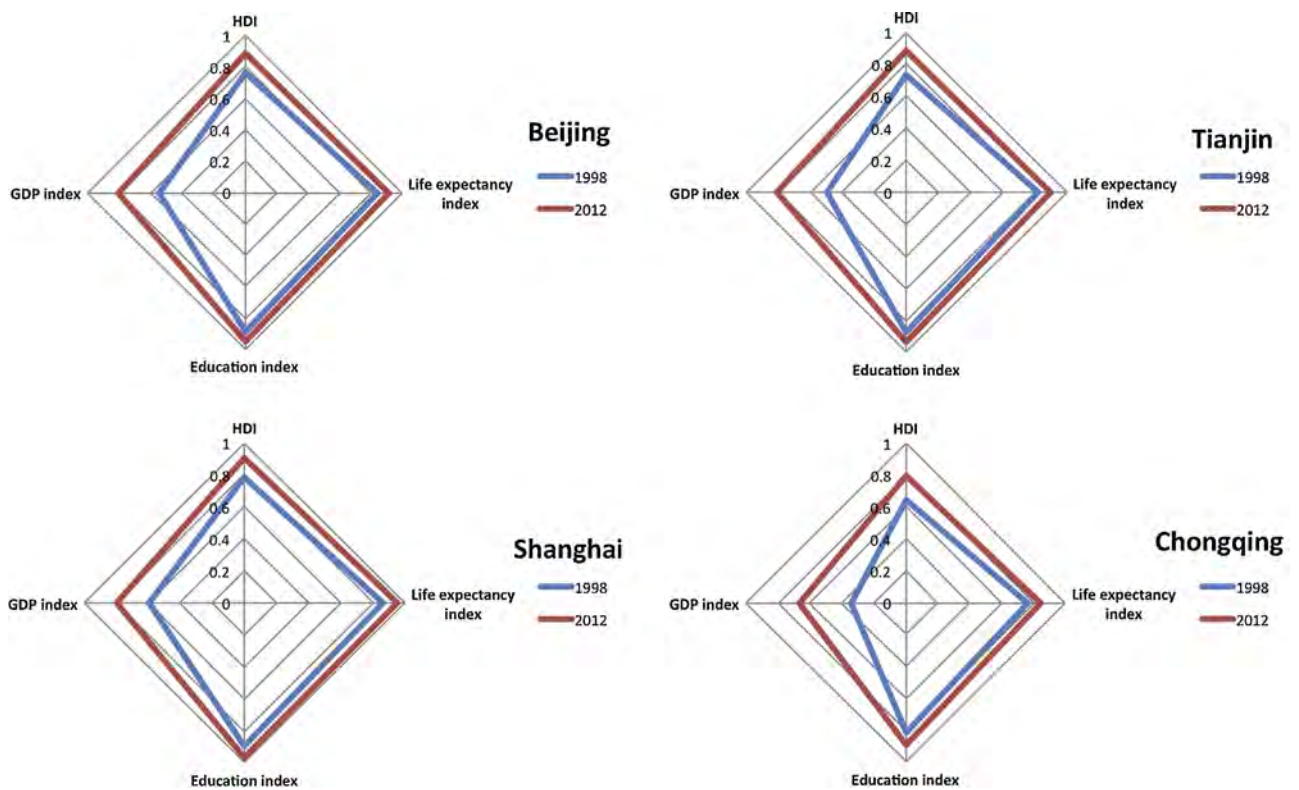 HDI
1
0.8
0.6
0.4
0.2
0
GDP index
Life expectancy
index
Education index
Beijing
1998
2012
HDI
1
0.8
0.6
0.4
0.2
0
GDP index
Life expectancy
index
Education index
Tianjin
1998
2012
HDI
1
0.8
0.6
0.4
0.2
0
GDP index
Life expectancy
index
Education index
Shanghai
1998
2012
HDI
1
0.8
0.6
0.4
0.2
0
GDP index
Life expectancy
index
Education index
Chongqing
1998
2012